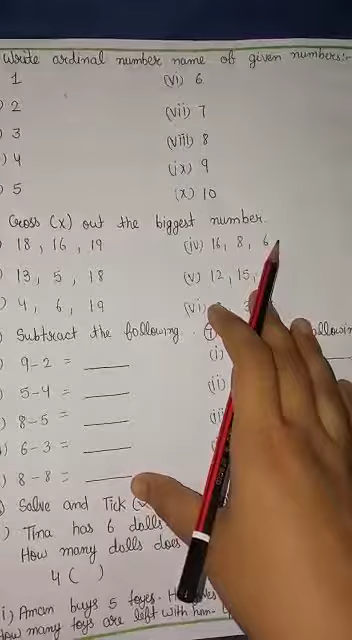 Write ordinal number name of given numbers:-
1 (vi) 6
2 (vii) 7
3 (viii) 8
) 4 (ix) 9
5 (x) 10
Cross (x) out the biggest number.
18, 16, 19 (iv) 16, 8, 6
13, 5, 18 (v) 12, 15,
4, 6, 19 (vi) 3
Subtract the following. allowin
9-2 = ____ (i)
5-4 = ____ (ii)
8-5 = ____
6-3 = ____
8-8 = ____
Solve and Tick
) Tina has 6 dolls
How many dolls does
4 ( )
i) Aman buys 5 toyes.
How many toys are left with him.